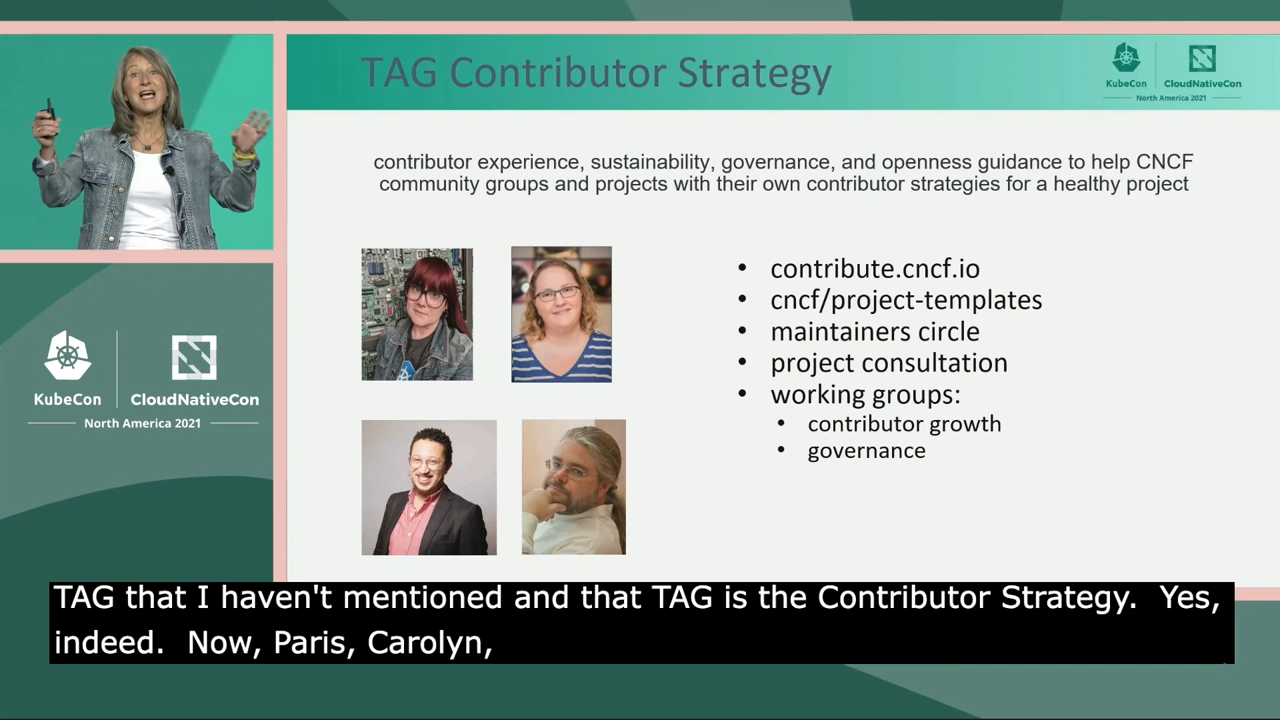 TAG Contributor Strategy
KubeCon
CloudNativeCon
North America 2021
contributor experience, sustainability, governance, and openness guidance to help CNCF
community groups and projects with their own contributor strategies for a healthy project
• contribute.cncf.io
• cncf/project-templates
• maintainers circle
• project consultation
• working groups:
• contributor growth
• governance
KubeCon
CloudNativeCon
North America 2021
TAG that I haven't mentioned and that TAG is the Contributor Strategy. Yes,
indeed. Now, Paris, Carolyn,